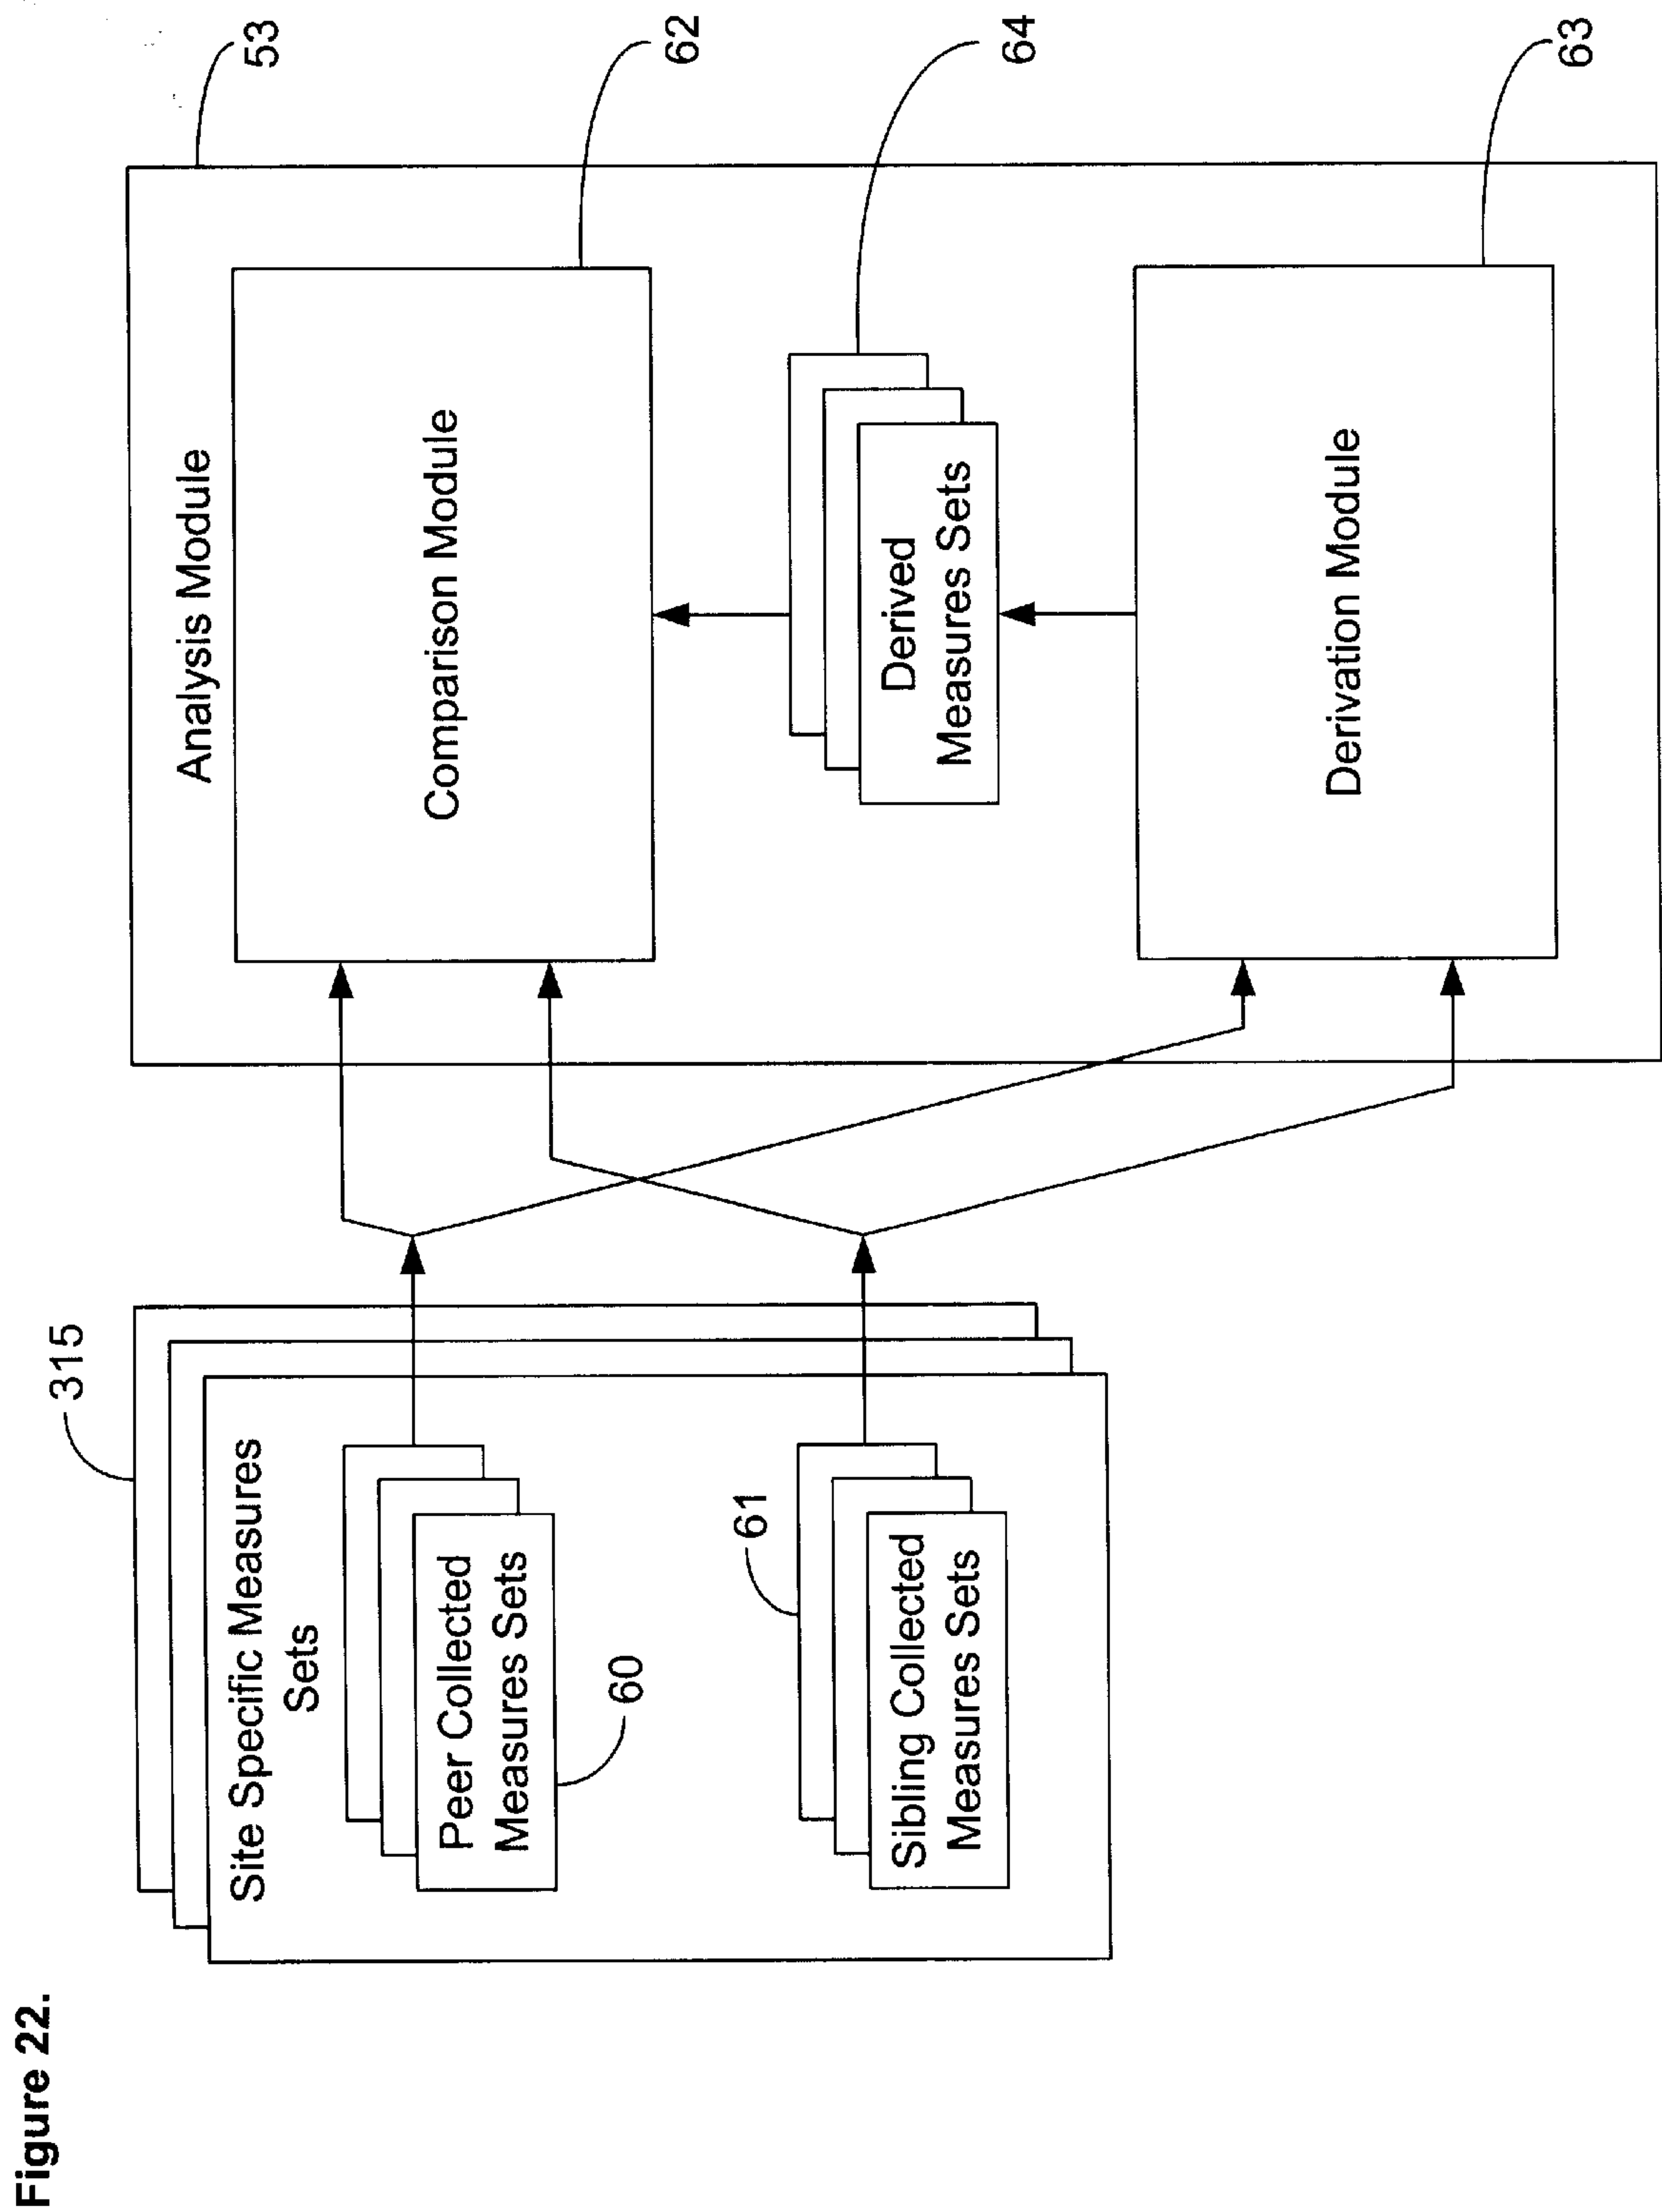 Figure 22.
315
Site Specific Measures
Sets
Peer Collected
Measures Sets
60
61
Sibling Collected
Measures Sets
53
Analysis Module
Comparison Module
62
Derived
Measures Sets
64
Derivation Module
63